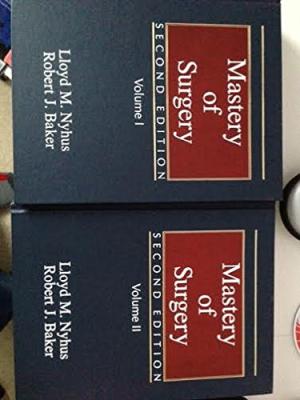 Mastery
of
Surgery
SECOND EDITION
Volume I
Lloyd M. Nyhus
Robert J. Baker
Mastery
of
Surgery
SECOND EDITION
Volume II
Lloyd M. Nyhus
Robert J. Baker